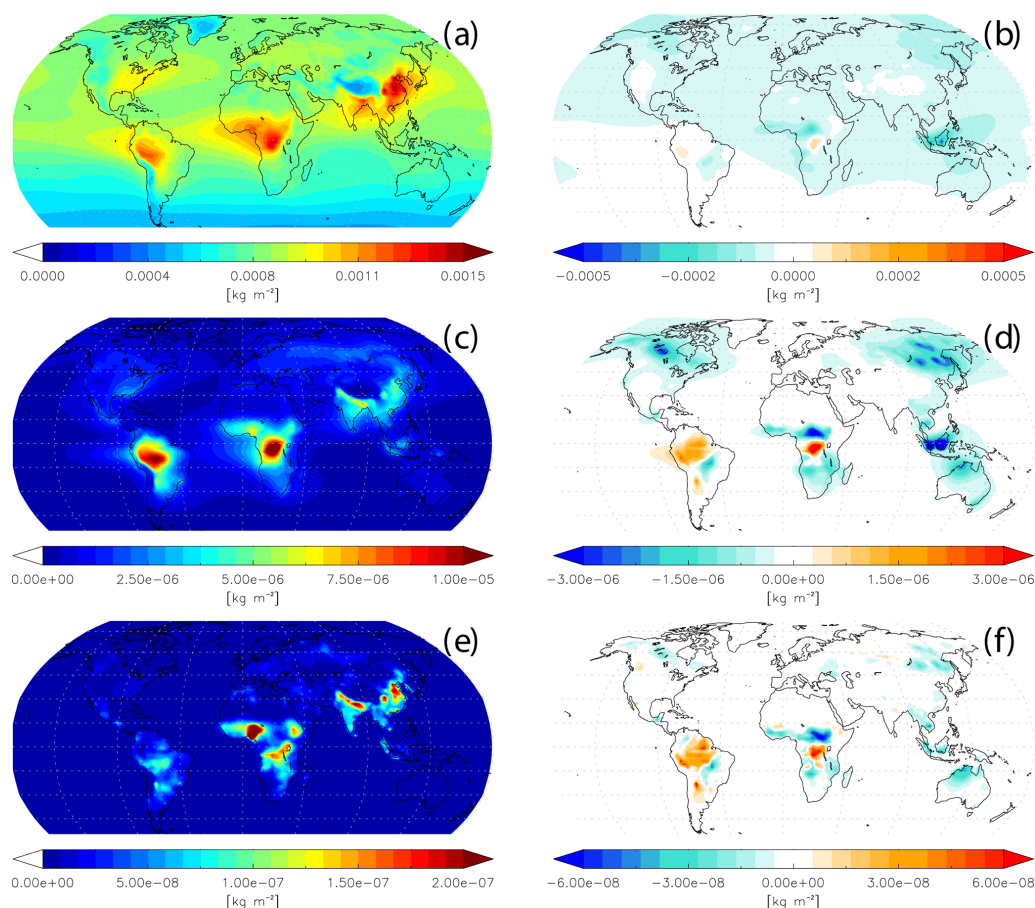 (a) (b)
0.0000 0.0004 0.0008 0.0011 0.0015 −0.0005 −0.0002 0.0000 0.0002 0.0005
[kg m⁻²] [kg m⁻²]
(c) (d)
0.00e+00 2.50e−06 5.00e−06 7.50e−06 1.00e−05 −3.00e−06 −1.50e−06 0.00e+00 1.50e−06 3.00e−06
[kg m⁻²] [kg m⁻²]
(e) (f)
0.00e+00 5.00e−08 1.00e−07 1.50e−07 2.00e−07 −6.00e−08 −3.00e−08 0.00e+00 3.00e−08 6.00e−08
[kg m⁻²] [kg m⁻²]